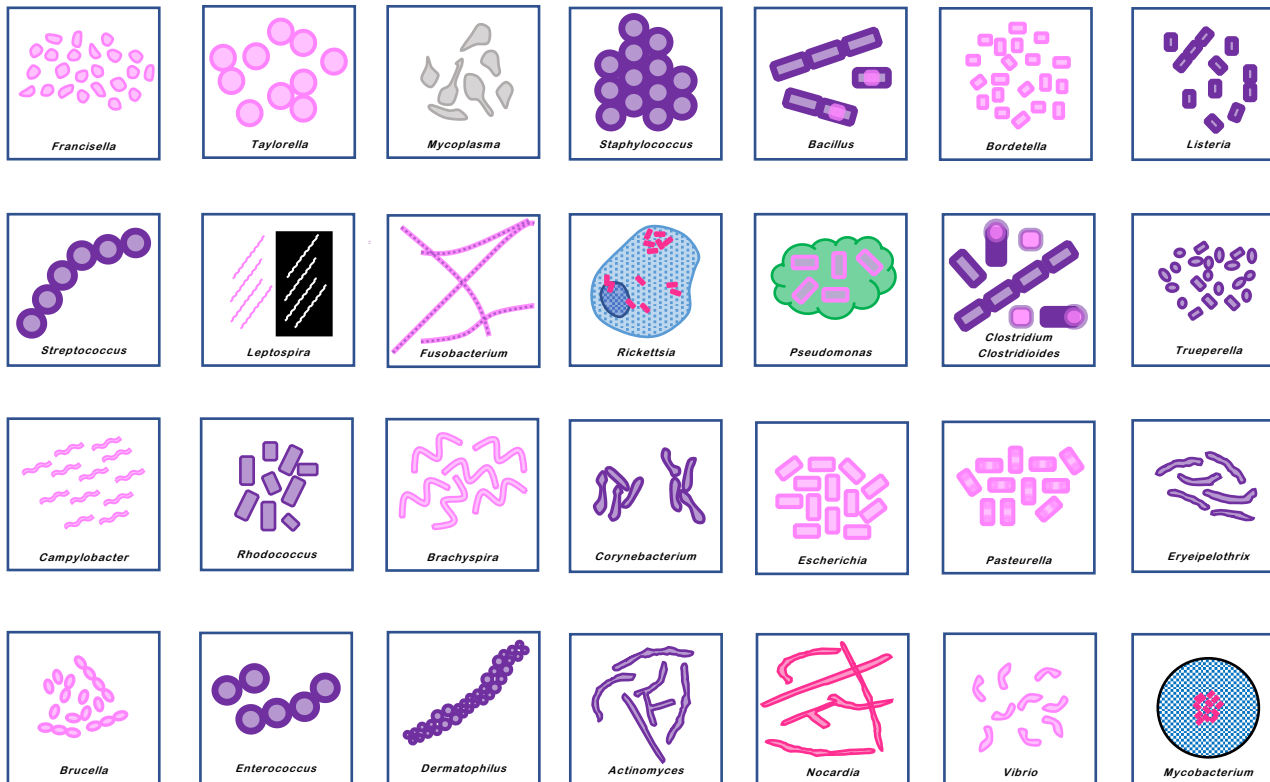 Francisella
Taylorella
Mycoplasma
Staphylococcus
Bacillus
Bordetella
Listeria
Streptococcus
Leptospira
Fusobacterium
Rickettsia
Pseudomonas
Clostridium
Clostridioides
Trueperella
Campylobacter
Rhodococcus
Brachyspira
Corynebacterium
Escherichia
Pasteurella
Eryeipelothrix
Brucella
Enterococcus
Dermatophilus
Actinomyces
Nocardia
Vibrio
Mycobacterium